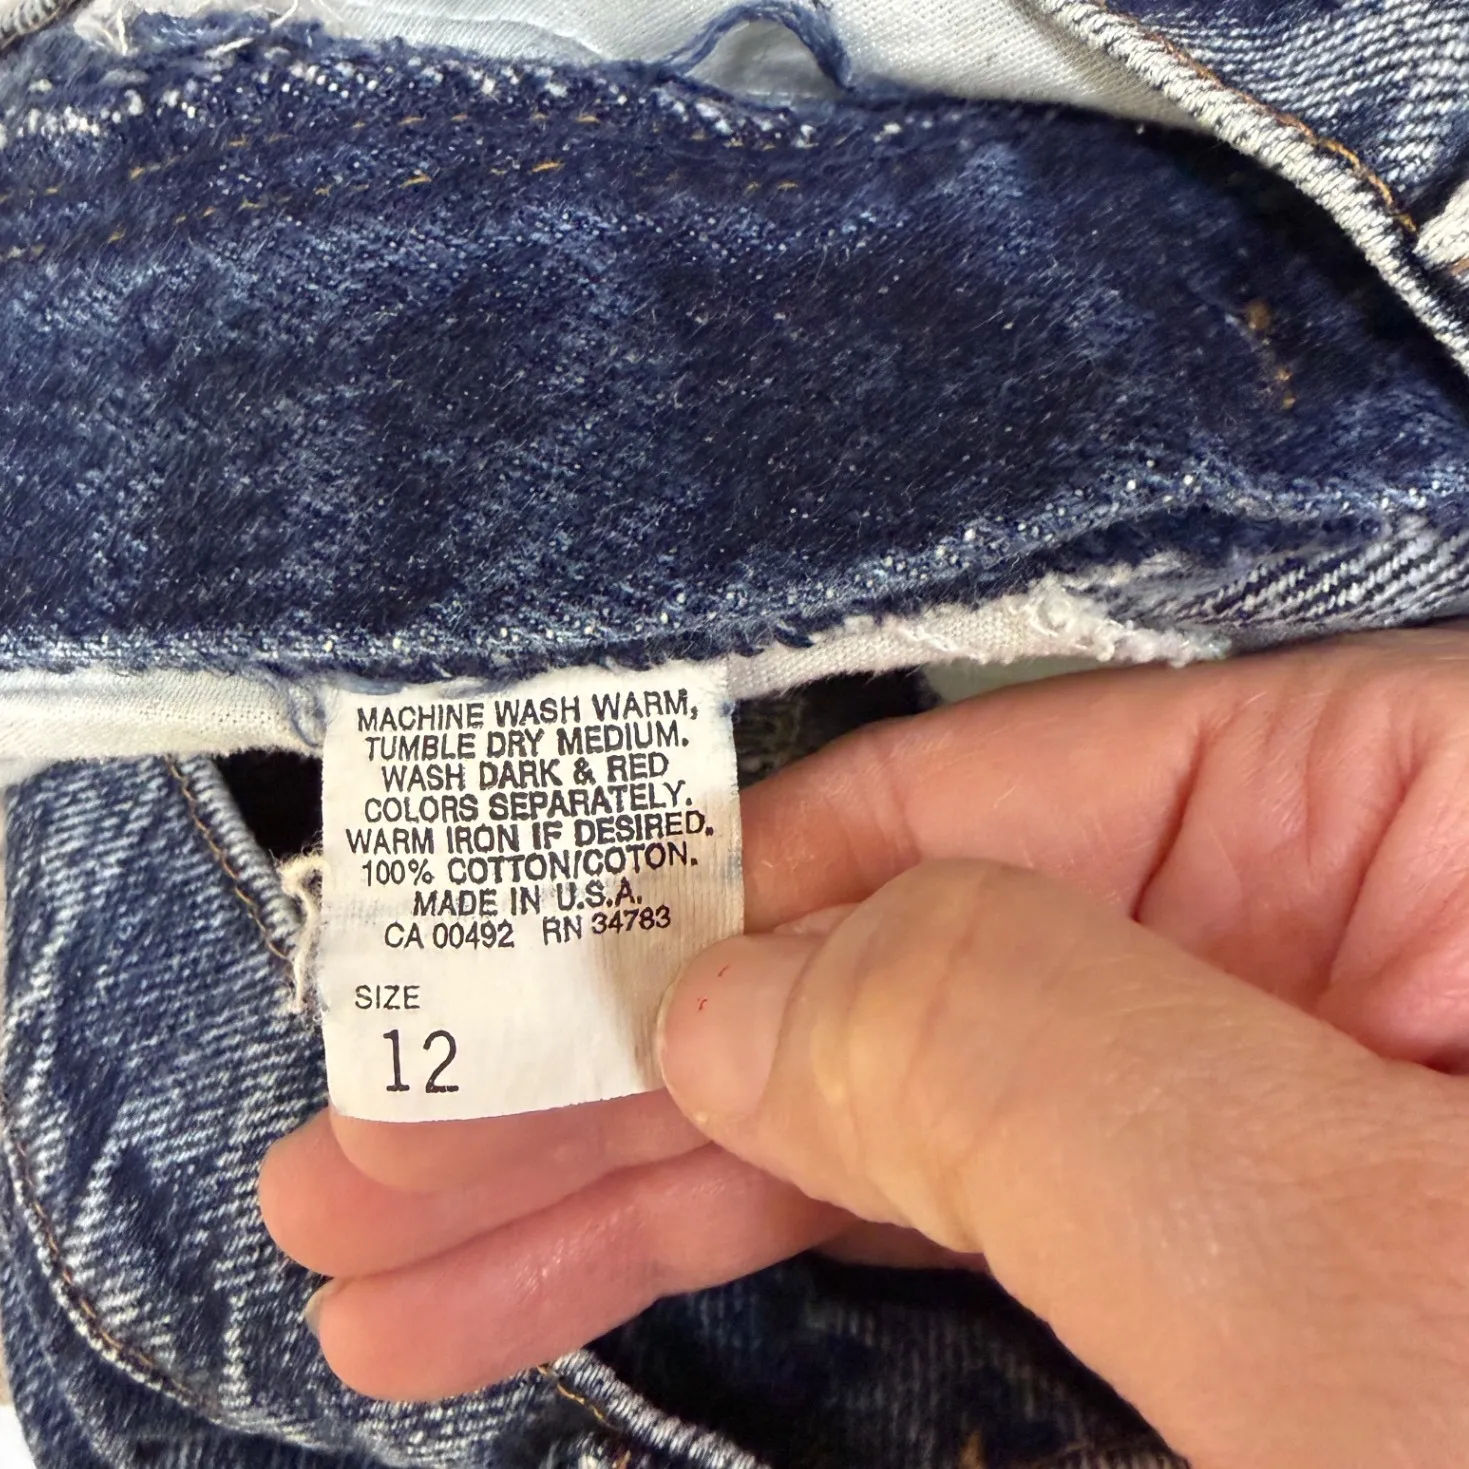 MACHINE WASH WARM,
TUMBLE DRY MEDIUM.
WASH DARK & RED
COLORS SEPARATELY.
WARM IRON IF DESIRED.
100% COTTON/COTON.
MADE IN U.S.A.
CA 00492 RN 34783
SIZE
12